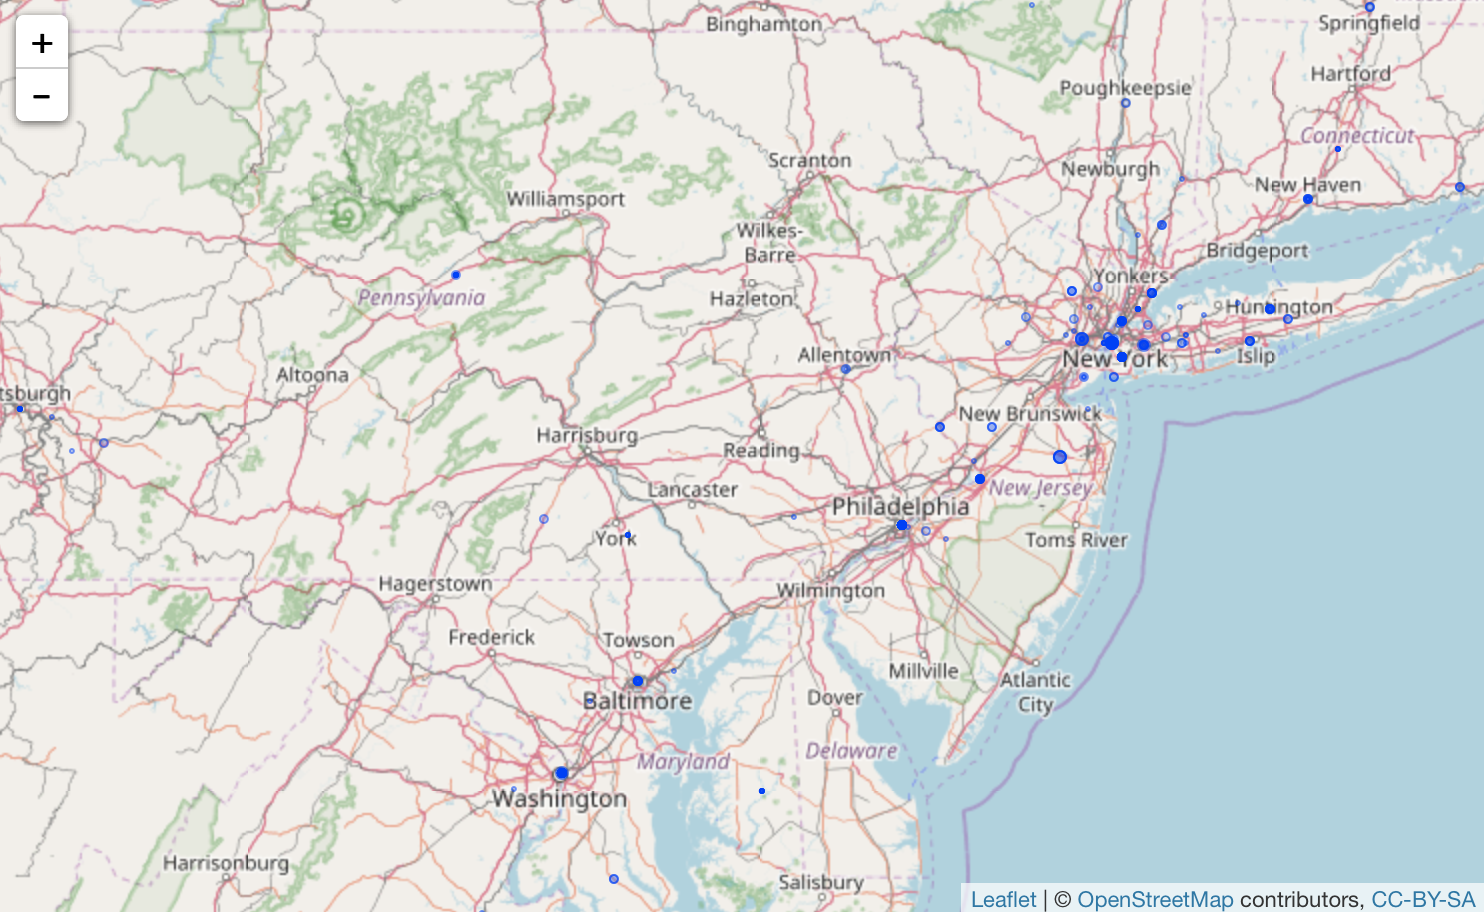 +
−
Binghamton
Springfield
Hartford
Poughkeepsie
Connecticut
Scranton
Newburgh
New Haven
Williamsport
Wilkes-
Barre
Bridgeport
Yonkers
Pennsylvania
Hazleton
Huntington
Allentown
New York
Islip
Altoona
tsburgh
New Brunswick
Harrisburg
Reading
Lancaster
New Jersey
Philadelphia
York
Toms River
Hagerstown
Wilmington
Frederick
Towson
Millville
Atlantic
City
Baltimore
Dover
Delaware
Maryland
Washington
Harrisonburg
Salisbury
Leaflet | © OpenStreetMap contributors, CC-BY-SA